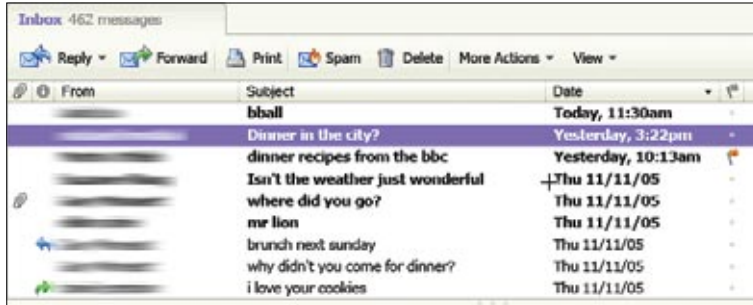 Inbox 462 messages
Reply Forward Print Spam Delete More Actions View
From Subject Date
bball Today, 11:30am
Dinner in the city? Yesterday, 3:22pm
dinner recipes from the bbc Yesterday, 10:13am
Isn't the weather just wonderful Thu 11/11/05
where did you go? Thu 11/11/05
mr lion Thu 11/11/05
brunch next sunday Thu 11/11/05
why didn't you come for dinner? Thu 11/11/05
i love your cookies Thu 11/11/05